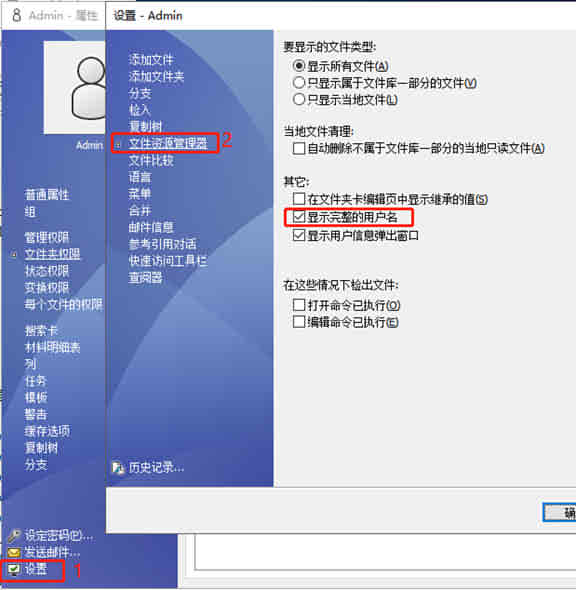 Admin - 属性
Admin
普通属性
组
管理权限
文件夹权限
状态权限
变换权限
每个文件的权限
搜索卡
材料明细表
列
任务
模板
警告
缓存选项
复制树
分支
设定密码(P)...
发送邮件...
设置
1
设置 - Admin
添加文件
添加文件夹
分支
检入
复制树
文件资源管理器
2
文件比较
语言
菜单
合并
邮件信息
参考引用对话
快速访问工具栏
查阅器
历史记录...
要显示的文件类型:
显示所有文件(A)
只显示属于文件库一部分的文件(V)
只显示当地文件(L)
当地文件清理:
自动删除不属于文件库一部分的当地只读文件(A)
其它:
在文件夹卡编辑页中显示继承的值(S)
显示完整的用户名
显示用户信息弹出窗口
在这些情况下检出文件:
打开命令已执行(O)
编辑命令已执行(E)
确